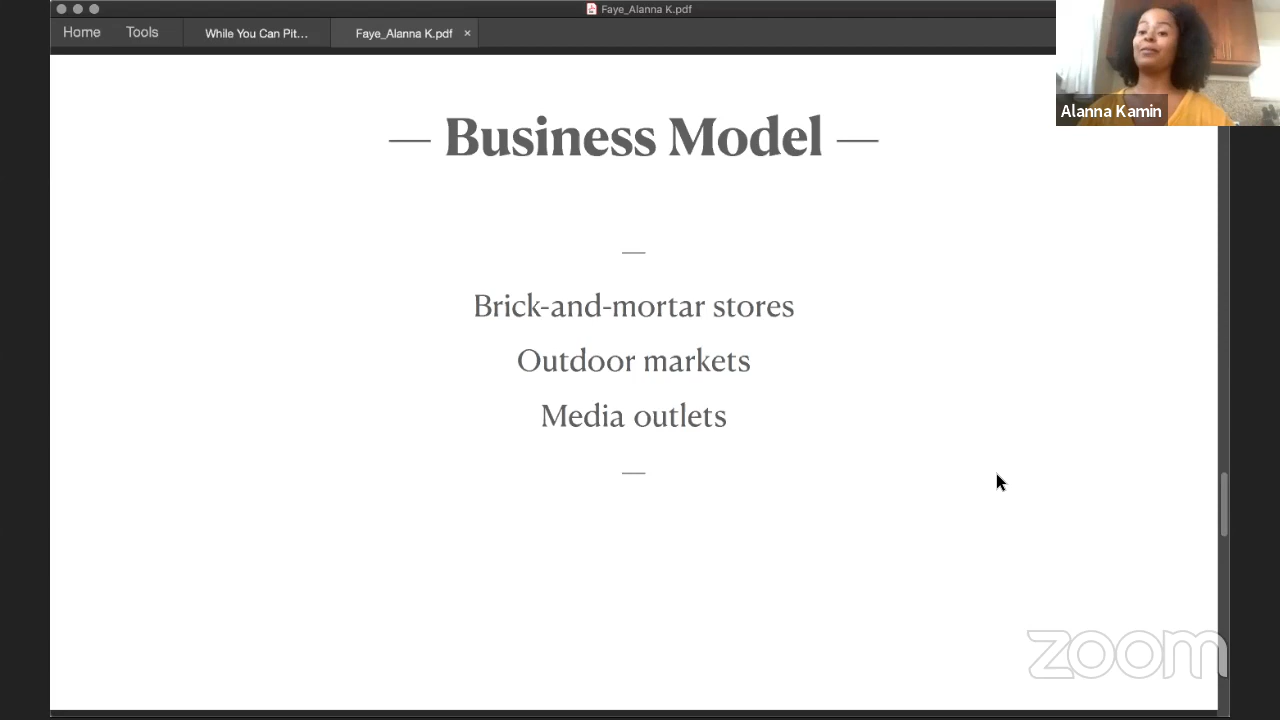 Faye_Alanna K.pdf
Home Tools While You Can Pit... Faye_Alanna K.pdf ×
Alanna Kamin
— Business Model —
—
Brick-and-mortar stores
Outdoor markets
Media outlets
—
zoom